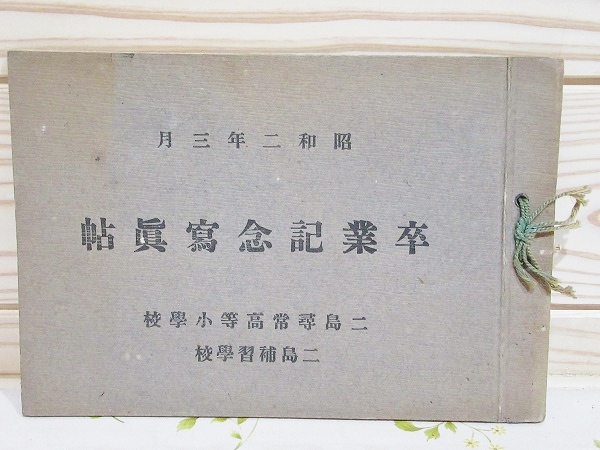 昭和二年三月
卒業記念寫眞帖
二島尋常高等小學校
二島補習學校